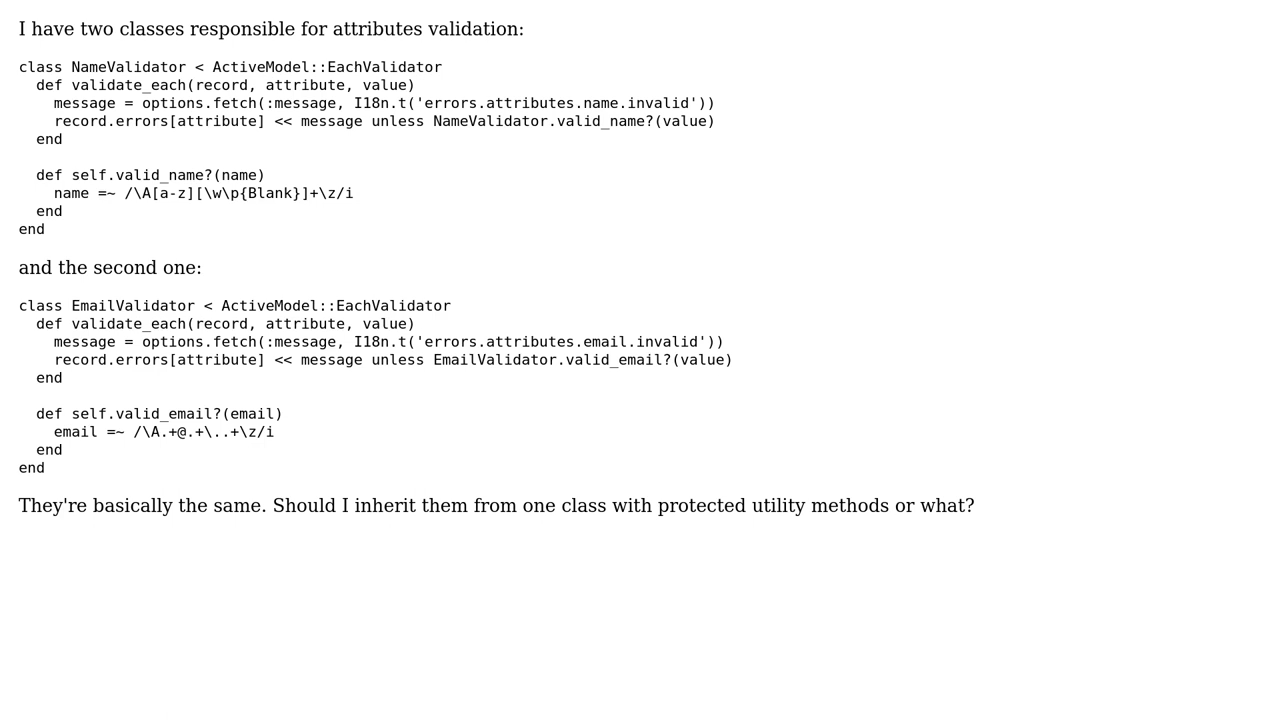 I have two classes responsible for attributes validation:
class NameValidator < ActiveModel::EachValidator
  def validate_each(record, attribute, value)
    message = options.fetch(:message, I18n.t('errors.attributes.name.invalid'))
    record.errors[attribute] << message unless NameValidator.valid_name?(value)
  end

  def self.valid_name?(name)
    name =~ /\A[a-z][\w\p{Blank}]+\z/i
  end
end
and the second one:
class EmailValidator < ActiveModel::EachValidator
  def validate_each(record, attribute, value)
    message = options.fetch(:message, I18n.t('errors.attributes.email.invalid'))
    record.errors[attribute] << message unless EmailValidator.valid_email?(value)
  end

  def self.valid_email?(email)
    email =~ /\A.+@.+\..+\z/i
  end
end
They're basically the same. Should I inherit them from one class with protected utility methods or what?